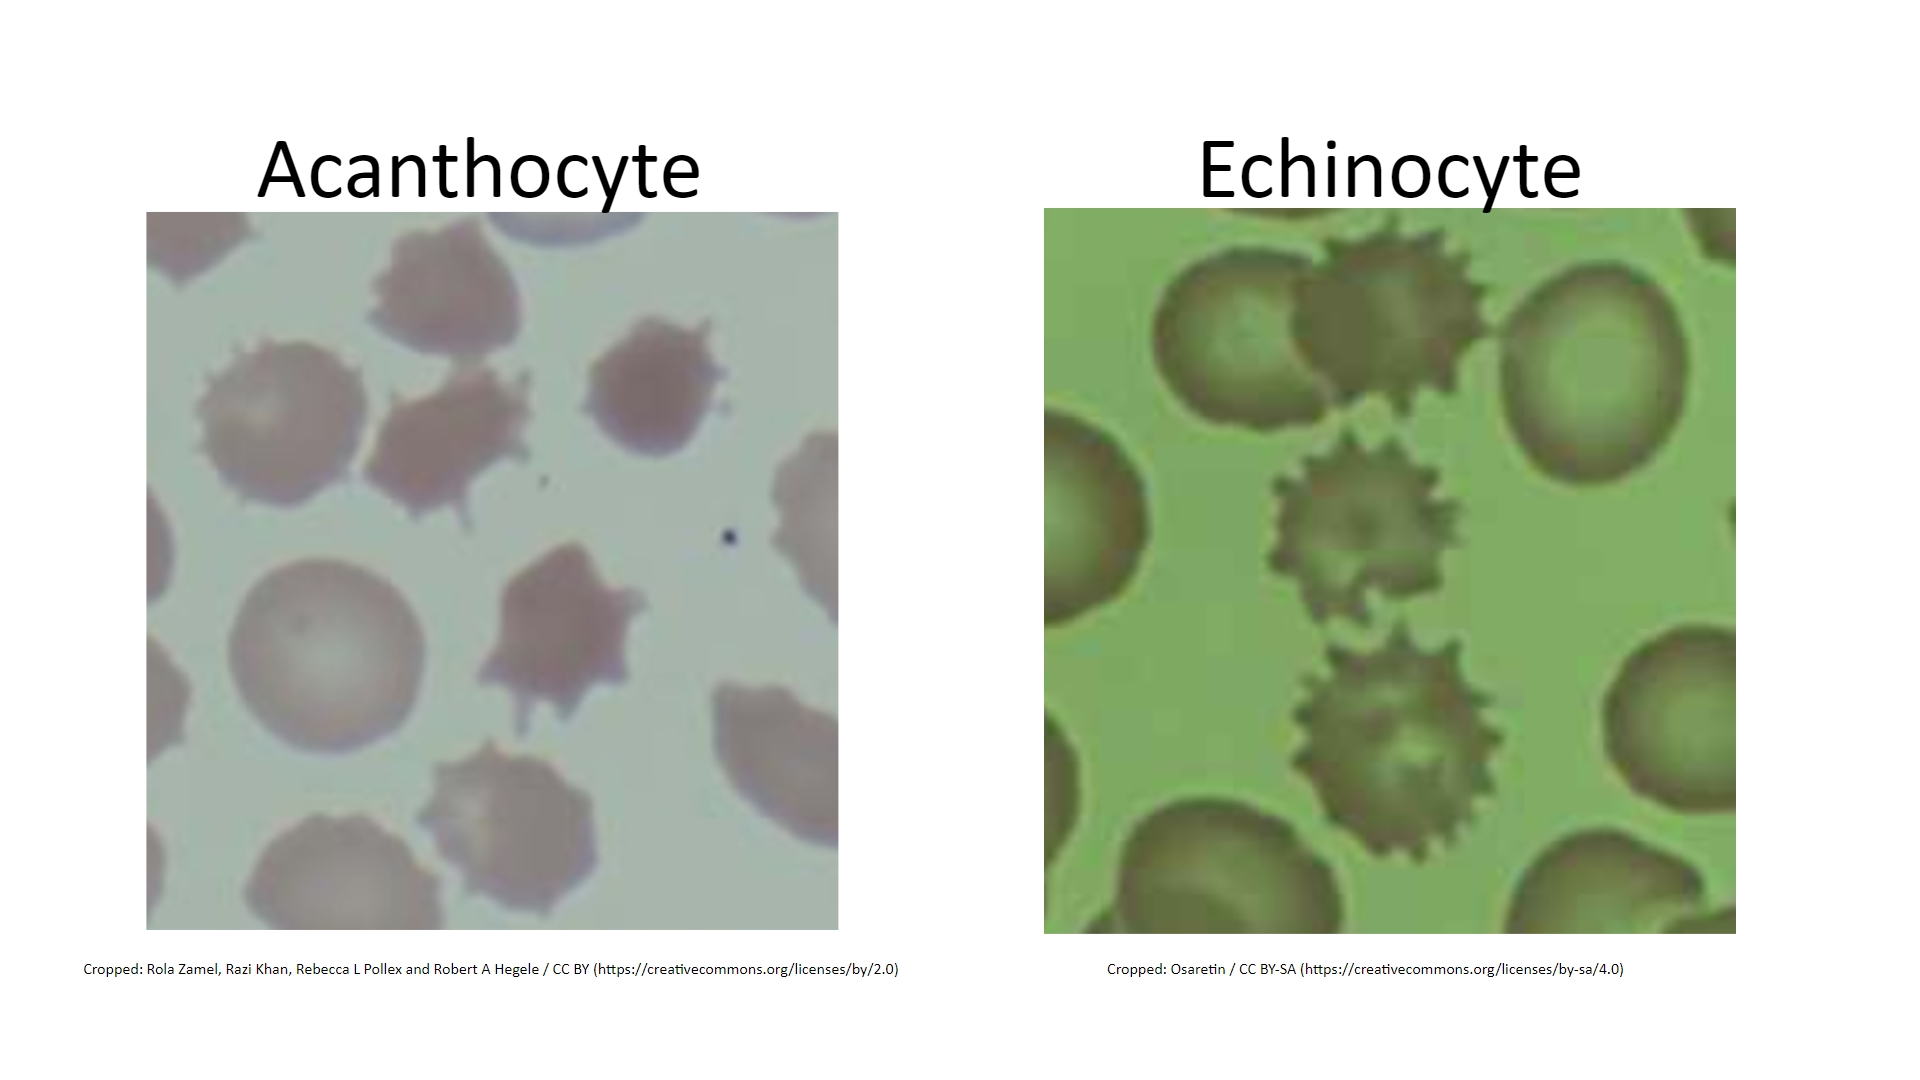 Acanthocyte
Echinocyte
Cropped: Rola Zamel, Razi Khan, Rebecca L Pollex and Robert A Hegele / CC BY (https://creativecommons.org/licenses/by/2.0)
Cropped: Osaretin / CC BY-SA (https://creativecommons.org/licenses/by-sa/4.0)